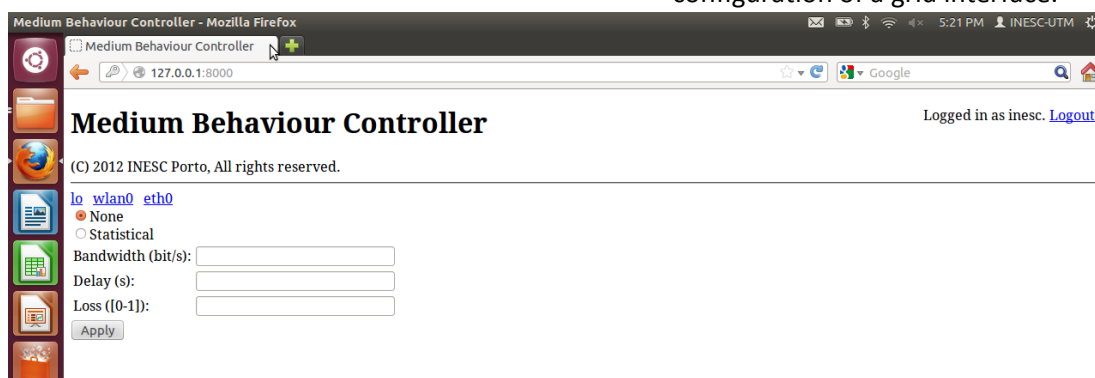 configuration of a grid interface.
Medium Behaviour Controller - Mozilla Firefox
5:21 PM INESC-UTM
Medium Behaviour Controller
127.0.0.1:8000
Google
Medium Behaviour Controller
Logged in as inesc. Logout
(C) 2012 INESC Porto, All rights reserved.
lo wlan0 eth0
None
Statistical
Bandwidth (bit/s):
Delay (s):
Loss ([0-1]):
Apply